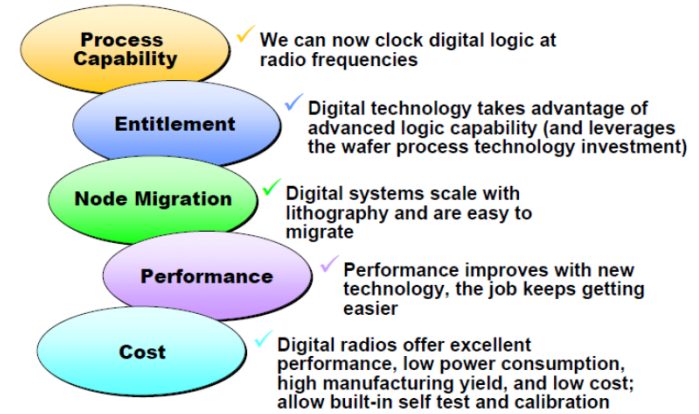 Process
Capability
We can now clock digital logic at
radio frequencies
Entitlement
Digital technology takes advantage of
advanced logic capability (and leverages
the wafer process technology investment)
Node Migration
Digital systems scale with
lithography and are easy to
migrate
Performance
Performance improves with new
technology, the job keeps getting
easier
Cost
Digital radios offer excellent
performance, low power consumption,
high manufacturing yield, and low cost;
allow built-in self test and calibration